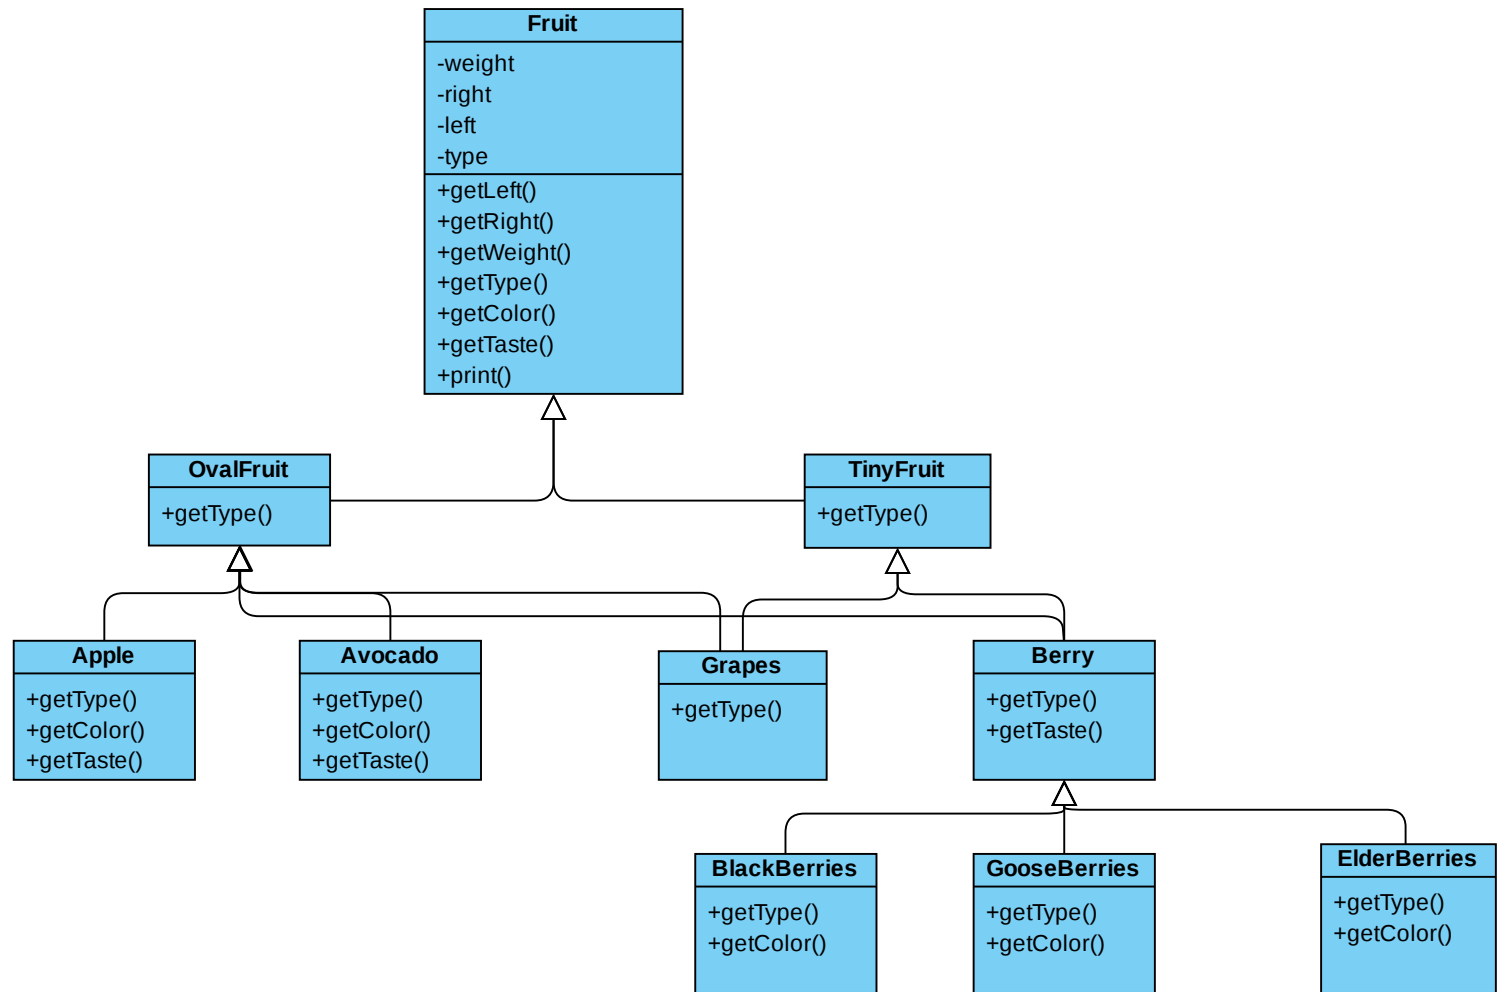 Fruit
-weight
-right
-left
-type
+getLeft()
+getRight()
+getWeight()
+getType()
+getColor()
+getTaste()
+print()
OvalFruit
+getType()
TinyFruit
+getType()
Apple
+getType()
+getColor()
+getTaste()
Avocado
+getType()
+getColor()
+getTaste()
Grapes
+getType()
Berry
+getType()
+getTaste()
BlackBerries
+getType()
+getColor()
GooseBerries
+getType()
+getColor()
ElderBerries
+getType()
+getColor()